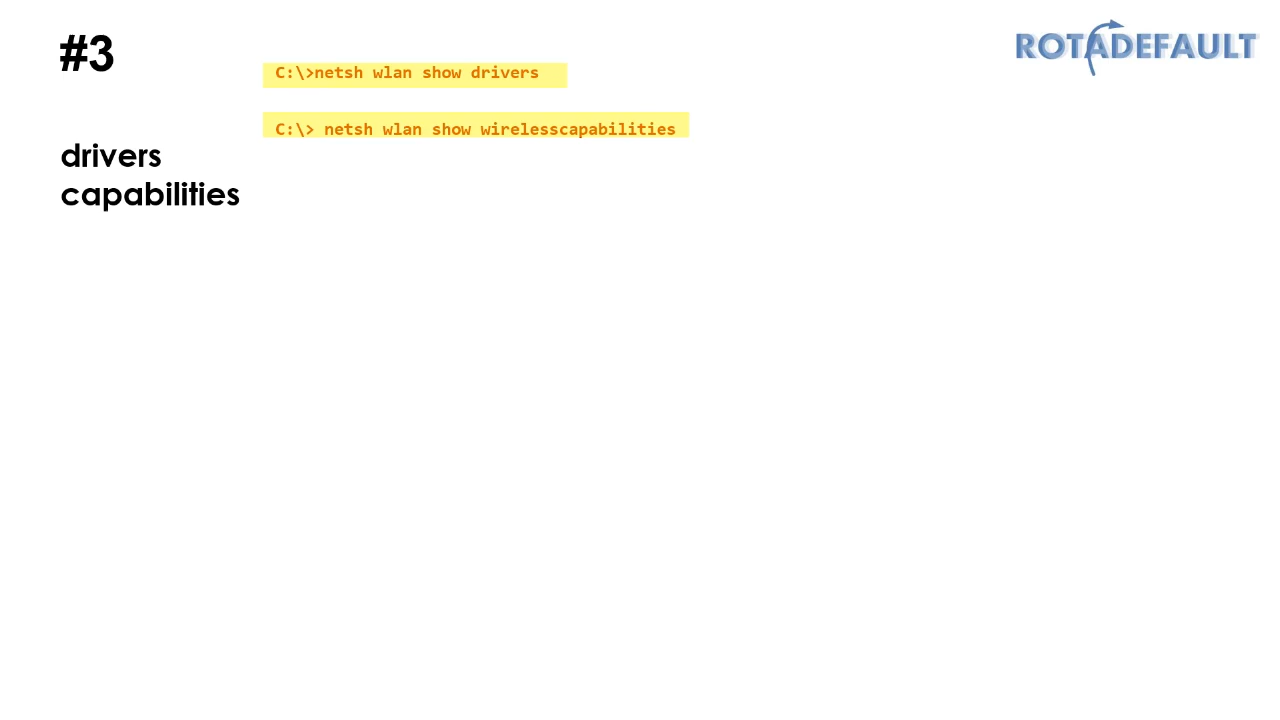 #3
ROTADEFAULT
C:\>netsh wlan show drivers
C:\> netsh wlan show wirelesscapabilities
drivers
capabilities